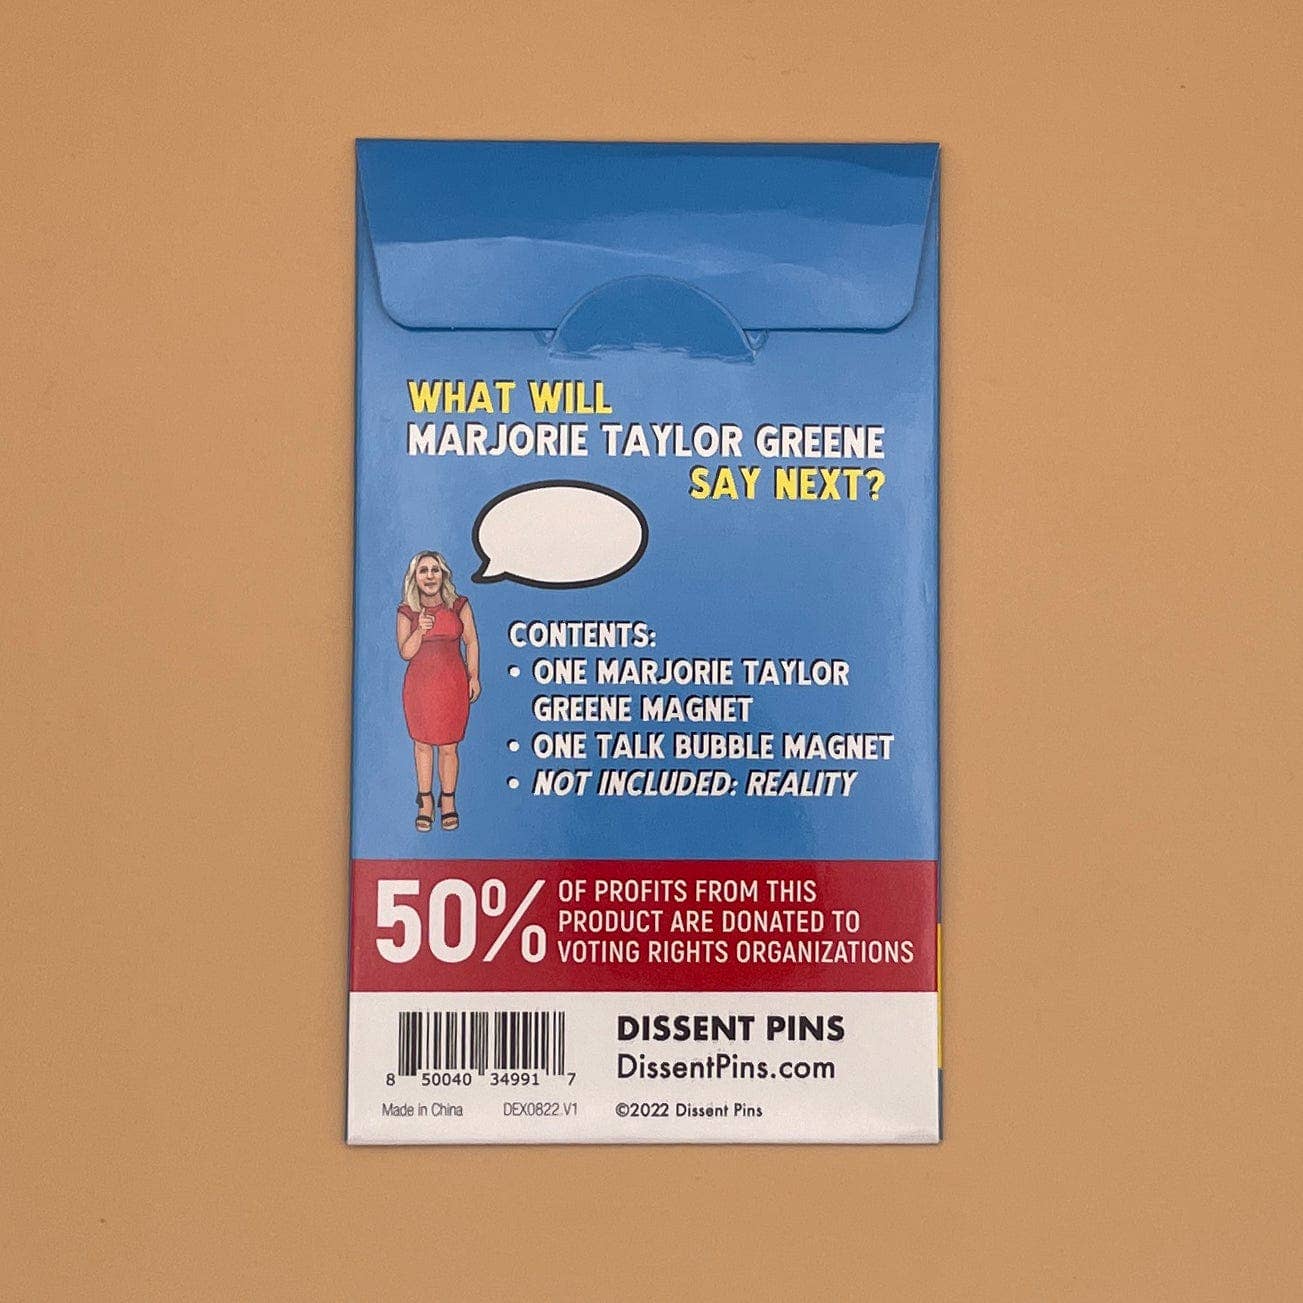 WHAT WILL
MARJORIE TAYLOR GREENE
SAY NEXT?
CONTENTS:
• ONE MARJORIE TAYLOR
GREENE MAGNET
• ONE TALK BUBBLE MAGNET
• NOT INCLUDED: REALITY
50% OF PROFITS FROM THIS
PRODUCT ARE DONATED TO
VOTING RIGHTS ORGANIZATIONS
8 50040 34991 7
Made in China DEX0822.V1
DISSENT PINS
DissentPins.com
©2022 Dissent Pins